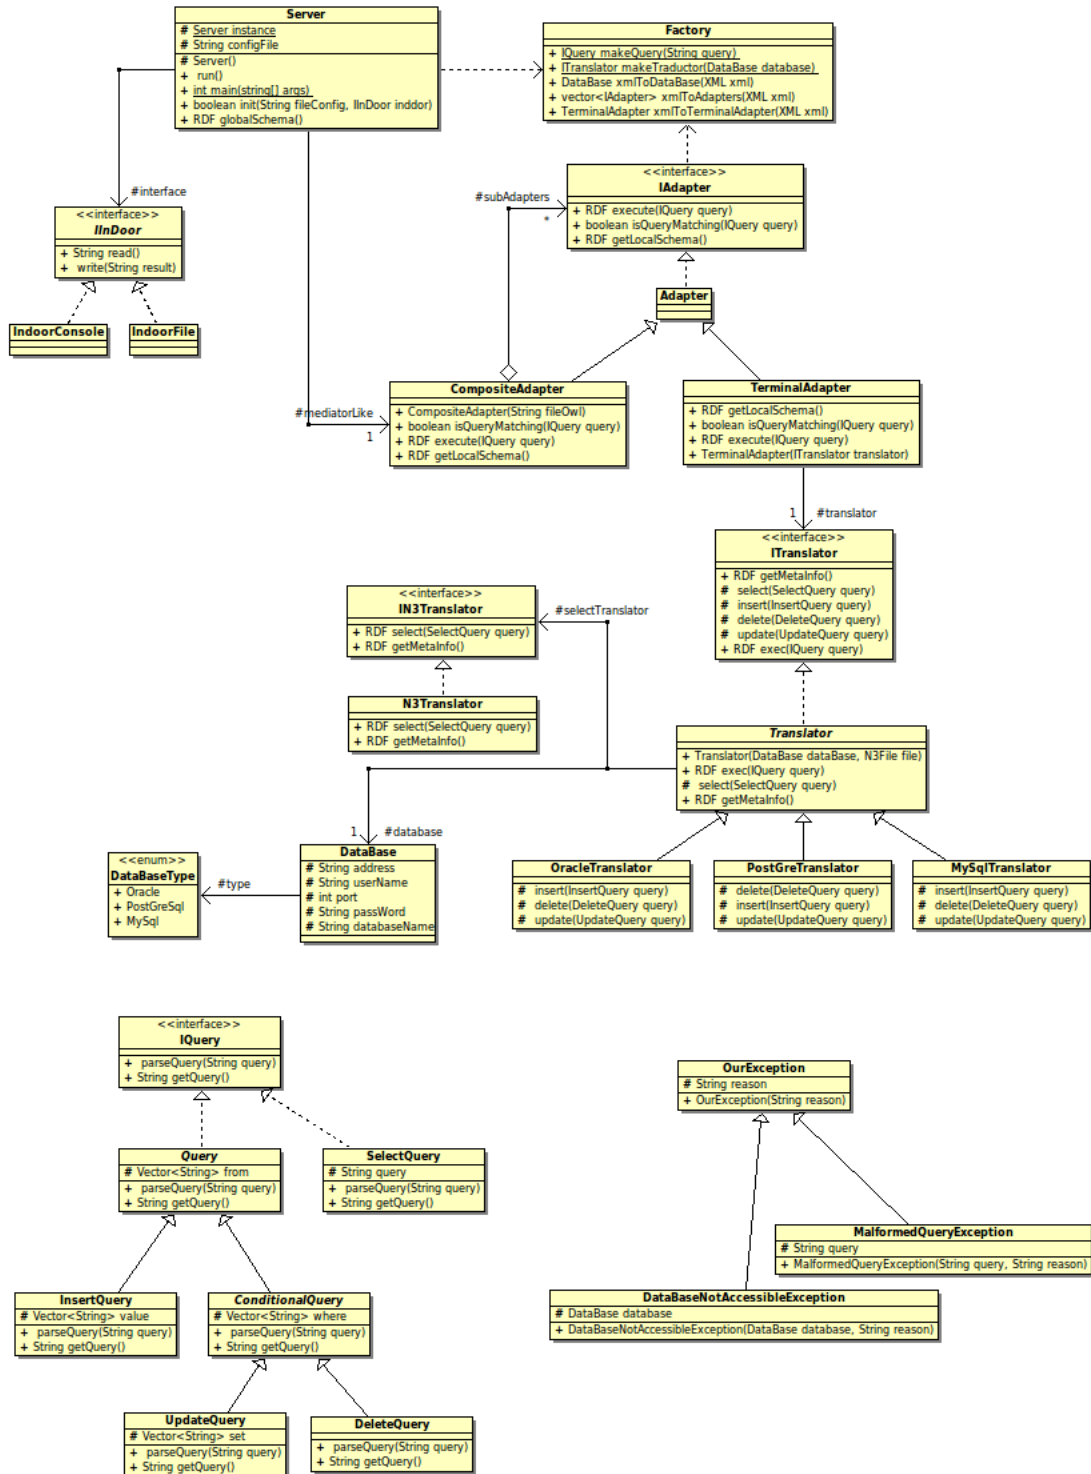 Server
# Server instance
# String configFile
# Server()
+ run()
+ int main(string[] args)
+ boolean init(String fileConfig, IInDoor inddor)
+ RDF globalSchema()
Factory
+ IQuery makeQuery(String query)
+ ITranslator makeTraductor(DataBase database)
+ DataBase xmlToDataBase(XML xml)
+ vector<IAdapter> xmlToAdapters(XML xml)
+ TerminalAdapter xmlToTerminalAdapter(XML xml)
#interface
<<interface>>
IInDoor
+ String read()
+ write(String result)
IndoorConsole
IndoorFile
#subAdapters
*
<<interface>>
IAdapter
+ RDF execute(IQuery query)
+ boolean isQueryMatching(IQuery query)
+ RDF getLocalSchema()
Adapter
#mediatorLike
1
CompositeAdapter
+ CompositeAdapter(String fileOwl)
+ boolean isQueryMatching(IQuery query)
+ RDF execute(IQuery query)
+ RDF getLocalSchema()
TerminalAdapter
+ RDF getLocalSchema()
+ boolean isQueryMatching(IQuery query)
+ RDF execute(IQuery query)
+ TerminalAdapter(ITranslator translator)
1 #translator
<<interface>>
ITranslator
+ RDF getMetaInfo()
# select(SelectQuery query)
# insert(InsertQuery query)
# delete(DeleteQuery query)
# update(UpdateQuery query)
+ RDF exec(IQuery query)
<<interface>>
IN3Translator
+ RDF select(SelectQuery query)
+ RDF getMetaInfo()
#selectTranslator
N3Translator
+ RDF select(SelectQuery query)
+ RDF getMetaInfo()
Translator
+ Translator(DataBase dataBase, N3File file)
+ RDF exec(IQuery query)
# select(SelectQuery query)
+ RDF getMetaInfo()
1 #database
<<enum>>
DataBaseType
+ Oracle
+ PostGreSql
+ MySql
#type
DataBase
# String address
# String userName
# int port
# String passWord
# String databaseName
OracleTranslator
# insert(InsertQuery query)
# delete(DeleteQuery query)
# update(UpdateQuery query)
PostGreTranslator
# delete(DeleteQuery query)
# insert(InsertQuery query)
# update(UpdateQuery query)
MySqlTranslator
# insert(InsertQuery query)
# delete(DeleteQuery query)
# update(UpdateQuery query)
<<interface>>
IQuery
+ parseQuery(String query)
+ String getQuery()
Query
# Vector<String> from
+ parseQuery(String query)
+ String getQuery()
SelectQuery
# String query
+ parseQuery(String query)
+ String getQuery()
InsertQuery
# Vector<String> value
+ parseQuery(String query)
+ String getQuery()
ConditionalQuery
# Vector<String> where
+ parseQuery(String query)
+ String getQuery()
UpdateQuery
# Vector<String> set
+ parseQuery(String query)
+ String getQuery()
DeleteQuery
+ parseQuery(String query)
+ String getQuery()
OurException
# String reason
+ OurException(String reason)
MalformedQueryException
# String query
+ MalformedQueryException(String query, String reason)
DataBaseNotAccessibleException
# DataBase database
+ DataBaseNotAccessibleException(DataBase database, String reason)